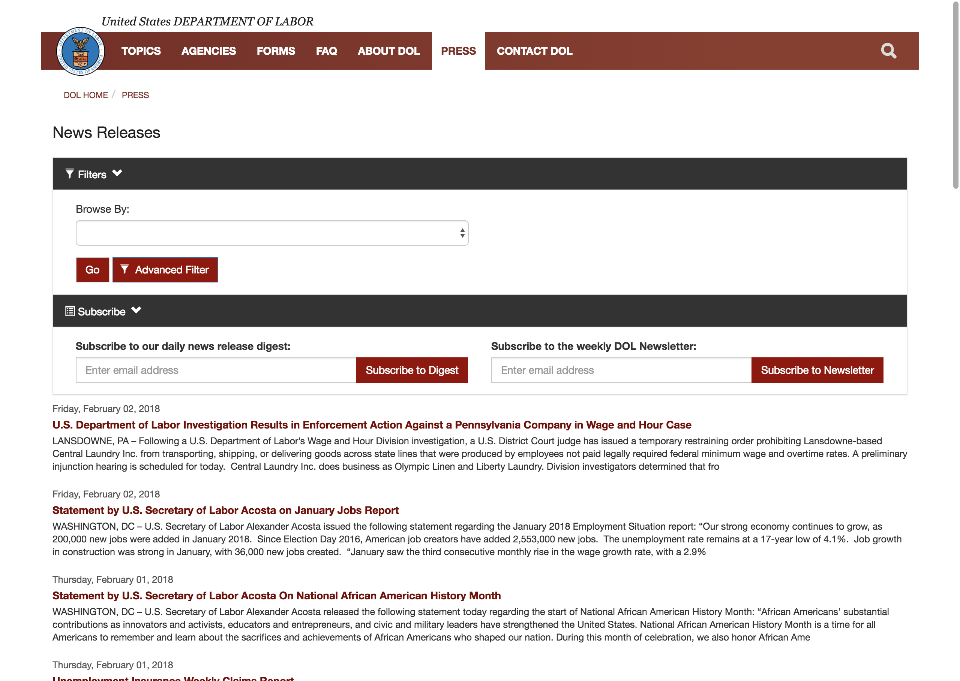 United States DEPARTMENT OF LABOR
TOPICS AGENCIES FORMS FAQ ABOUT DOL PRESS CONTACT DOL
DOL HOME / PRESS
News Releases
Filters
Browse By:
Go Advanced Filter
Subscribe
Subscribe to our daily news release digest: Subscribe to the weekly DOL Newsletter:
Enter email address Subscribe to Digest Enter email address Subscribe to Newsletter
Friday, February 02, 2018
U.S. Department of Labor Investigation Results in Enforcement Action Against a Pennsylvania Company in Wage and Hour Case
LANSDOWNE, PA – Following a U.S. Department of Labor's Wage and Hour Division investigation, a U.S. District Court judge has issued a temporary restraining order prohibiting Lansdowne-based
Central Laundry Inc. from transporting, shipping, or delivering goods across state lines that were produced by employees not paid legally required federal minimum wage and overtime rates. A preliminary
injunction hearing is scheduled for today.  Central Laundry Inc. does business as Olympic Linen and Liberty Laundry. Division investigators determined that fro
Friday, February 02, 2018
Statement by U.S. Secretary of Labor Acosta on January Jobs Report
WASHINGTON, DC – U.S. Secretary of Labor Alexander Acosta issued the following statement regarding the January 2018 Employment Situation report: “Our strong economy continues to grow, as
200,000 new jobs were added in January 2018.  Since Election Day 2016, American job creators have added 2,553,000 new jobs.  The unemployment rate remains at a 17-year low of 4.1%.  Job growth
in construction was strong in January, with 36,000 new jobs created.  “January saw the third consecutive monthly rise in the wage growth rate, with a 2.9%
Thursday, February 01, 2018
Statement by U.S. Secretary of Labor Acosta On National African American History Month
WASHINGTON, DC – U.S. Secretary of Labor Alexander Acosta released the following statement today regarding the start of National African American History Month: “African Americans’ substantial
contributions as innovators and activists, educators and entrepreneurs, and civic and military leaders have strengthened the United States. National African American History Month is a time for all
Americans to remember and learn about the sacrifices and achievements of African Americans who shaped our nation. During this month of celebration, we also honor African Ame
Thursday, February 01, 2018
Unemployment Insurance Weekly Claims Report